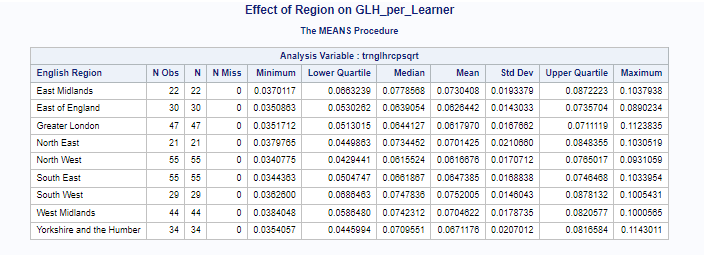 Effect of Region on GLH_per_Learner
The MEANS Procedure
Analysis Variable : trnglhrcpsqrt
English Region N Obs N N Miss Minimum Lower Quartile Median Mean Std Dev Upper Quartile Maximum
East Midlands 22 22 0 0.0370117 0.0663239 0.0778568 0.0730408 0.0193379 0.0872223 0.1037938
East of England 30 30 0 0.0350863 0.0530262 0.0639054 0.0626442 0.0143033 0.0735704 0.0890234
Greater London 47 47 0 0.0351712 0.0513015 0.0644127 0.0617970 0.0167662 0.0711119 0.1123835
North East 21 21 0 0.0379765 0.0449863 0.0734452 0.0701425 0.0210660 0.0848355 0.1030519
North West 55 55 0 0.0340775 0.0429441 0.0615524 0.0616676 0.0170712 0.0765017 0.0931059
South East 55 55 0 0.0344363 0.0504747 0.0661867 0.0647385 0.0168838 0.0746468 0.1033954
South West 29 29 0 0.0362600 0.0686463 0.0747836 0.0752005 0.0146043 0.0878132 0.1005431
West Midlands 44 44 0 0.0384048 0.0586480 0.0742312 0.0704622 0.0178735 0.0820577 0.1000565
Yorkshire and the Humber 34 34 0 0.0354057 0.0445994 0.0709551 0.0671176 0.0207012 0.0816584 0.1143011